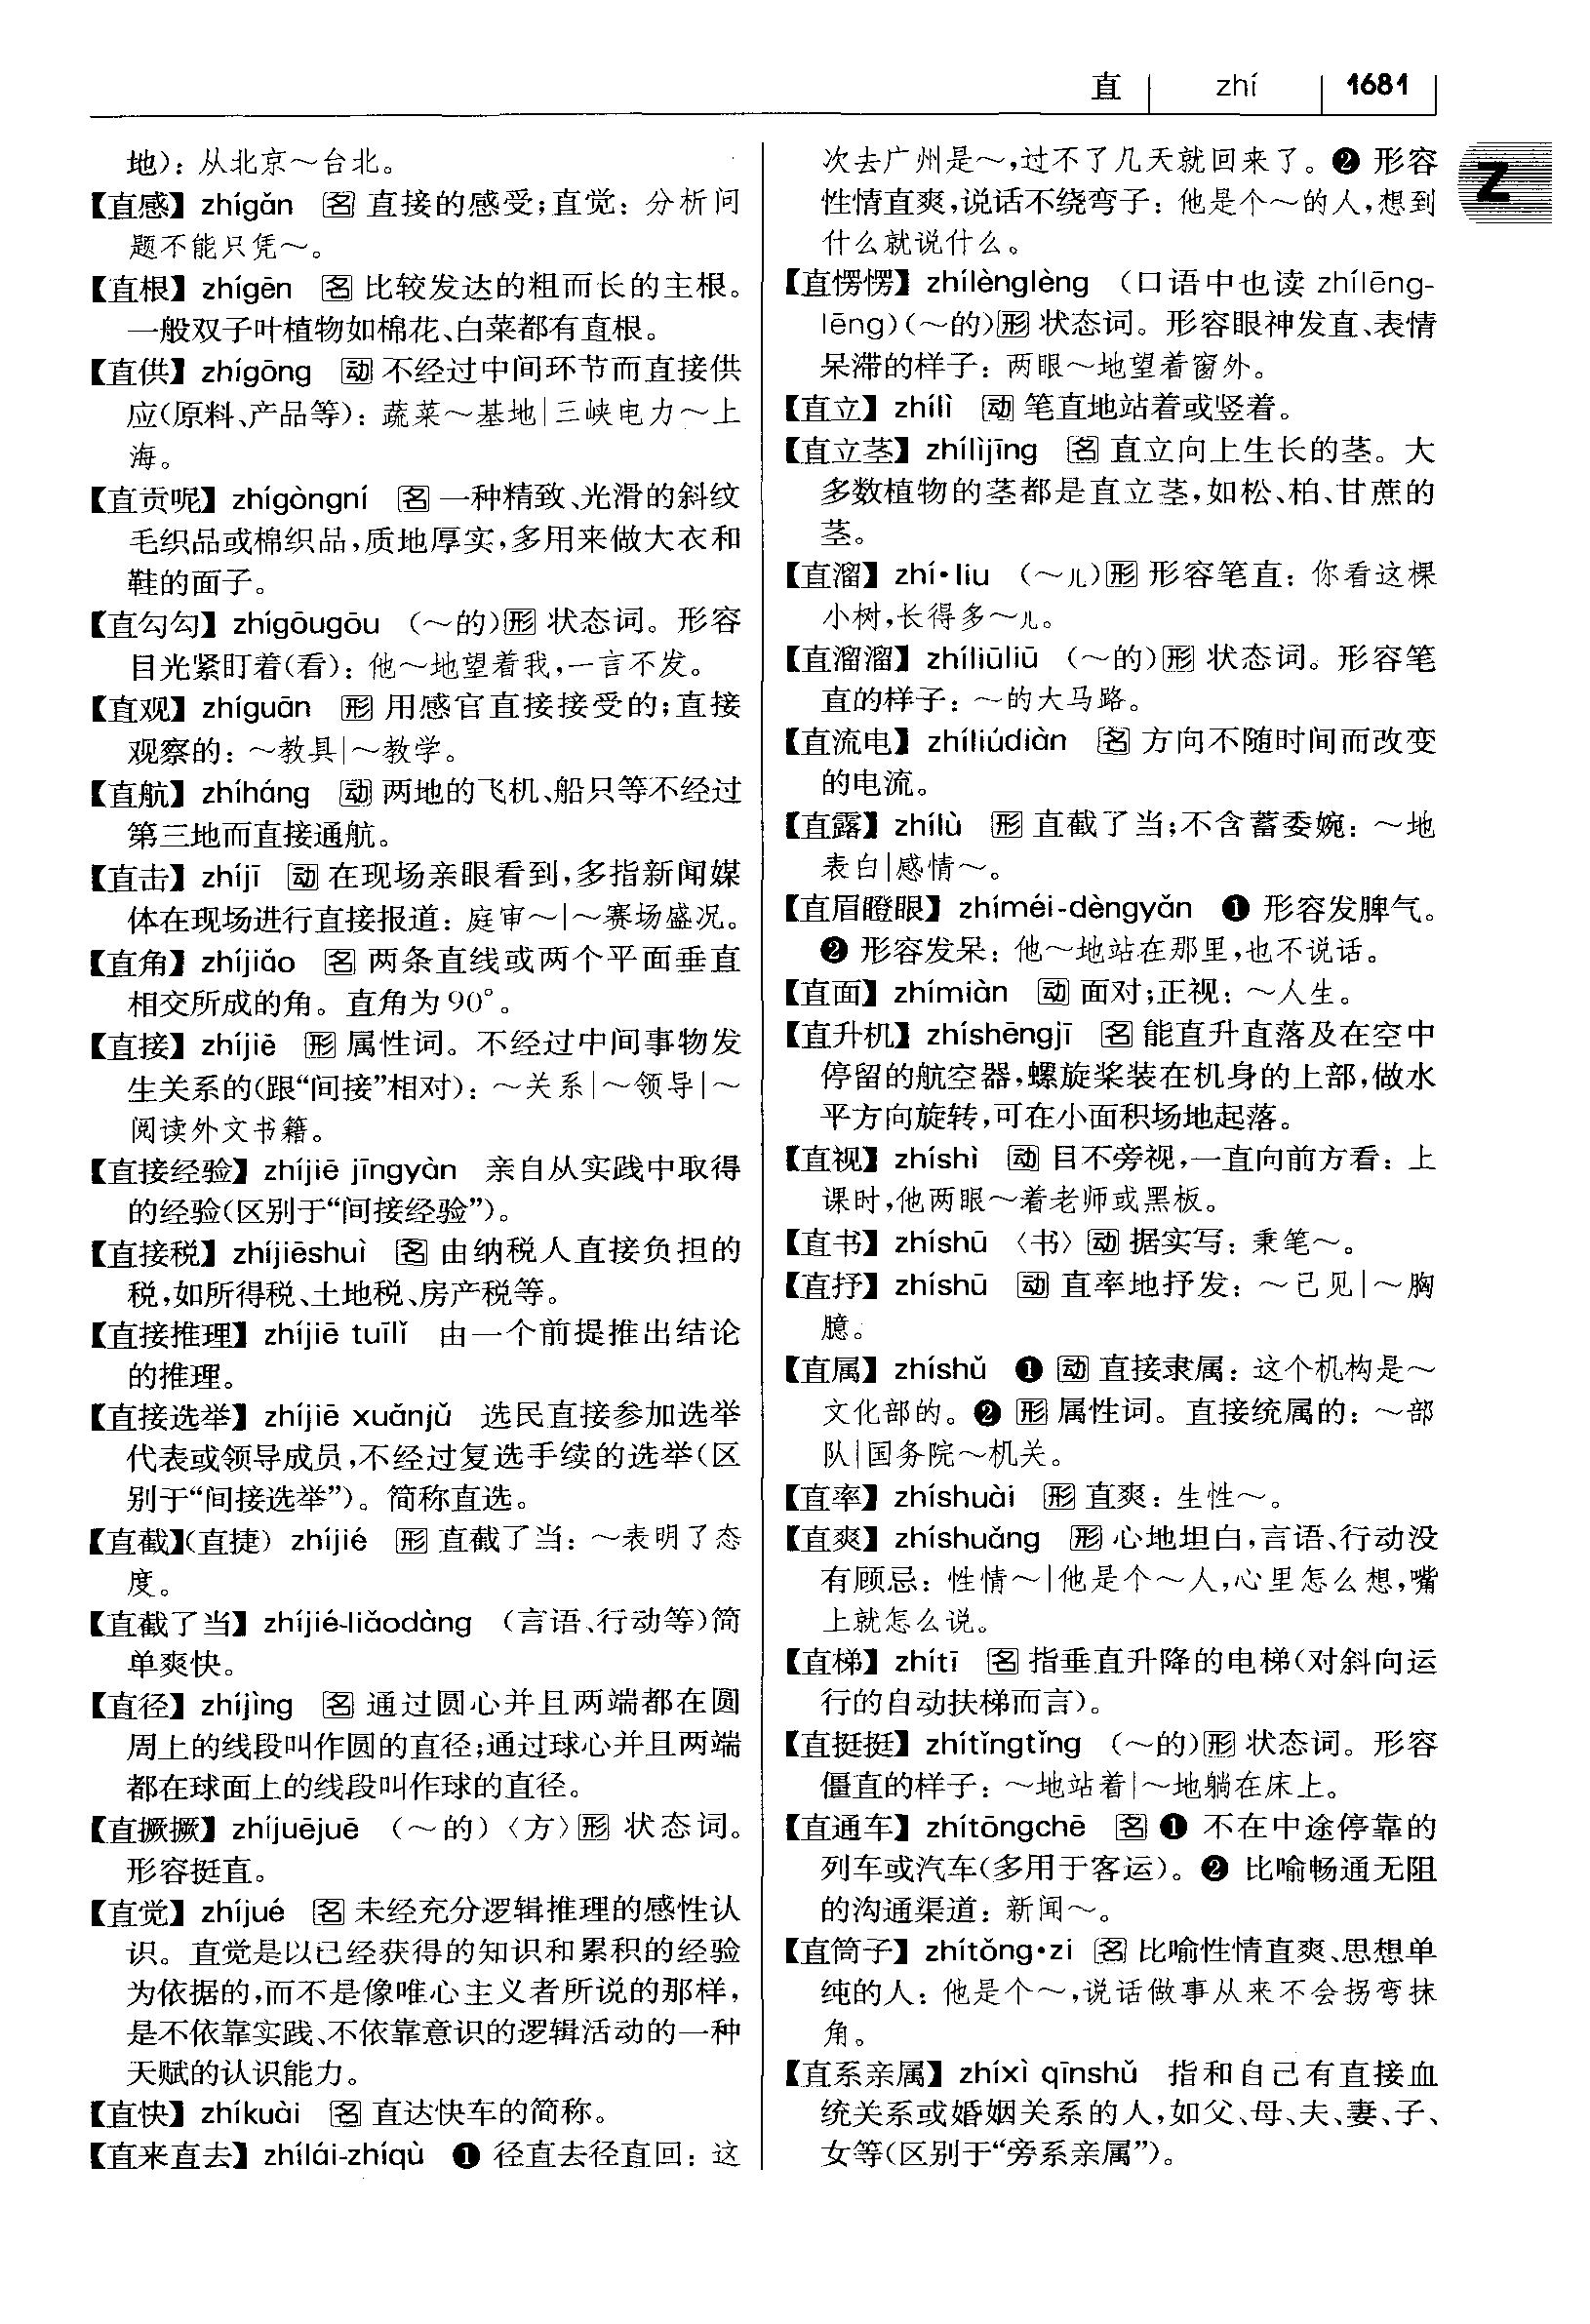 直 zhí 1681
Z
地）：从北京～台北。
【直感】zhígǎn 名 直接的感受；直觉：分析问
题不能只凭～。
【直根】zhígēn 名 比较发达的粗而长的主根。
一般双子叶植物如棉花、白菜都有直根。
【直供】zhígōng 动 不经过中间环节而直接供
应（原料、产品等）：蔬菜～基地|三峡电力～上
海。
【直贡呢】zhígòngní 名 一种精致、光滑的斜纹
毛织品或棉织品，质地厚实，多用来做大衣和
鞋的面子。
【直勾勾】zhígōugōu （～的）形 状态词。形容
目光紧盯着（看）：他～地望着我，一言不发。
【直观】zhíguān 形 用感官直接接受的；直接
观察的：～教具|～教学。
【直航】zhíháng 动 两地的飞机、船只等不经过
第三地而直接通航。
【直击】zhíjī 动 在现场亲眼看到，多指新闻媒
体在现场进行直接报道：庭审～|～赛场盛况。
【直角】zhíjiǎo 名 两条直线或两个平面垂直
相交所成的角。直角为90°。
【直接】zhíjiē 形 属性词。不经过中间事物发
生关系的（跟“间接”相对）：～关系|～领导|～
阅读外文书籍。
【直接经验】zhíjiē jīngyàn 亲自从实践中取得
的经验（区别于“间接经验”）。
【直接税】zhíjiēshuì 名 由纳税人直接负担的
税，如所得税、土地税、房产税等。
【直接推理】zhíjiē tuīlǐ 由一个前提推出结论
的推理。
【直接选举】zhíjiē xuǎnjǔ 选民直接参加选举
代表或领导成员，不经过复选手续的选举（区
别于“间接选举”）。简称直选。
【直截】（直捷）zhíjié 形 直截了当：～表明了态
度。
【直截了当】zhíjié-liǎodàng （言语、行动等）简
单爽快。
【直径】zhíjìng 名 通过圆心并且两端都在圆
周上的线段叫作圆的直径；通过球心并且两端
都在球面上的线段叫作球的直径。
【直撅撅】zhíjuējuē （～的）〈方〉形 状态词。
形容挺直。
【直觉】zhíjué 名 未经充分逻辑推理的感性认
识。直觉是以已经获得的知识和累积的经验
为依据的，而不是像唯心主义者所说的那样，
是不依靠实践、不依靠意识的逻辑活动的一种
天赋的认识能力。
【直快】zhíkuài 名 直达快车的简称。
【直来直去】zhílái-zhíqù ❶ 径直去径直回：这
次去广州是～，过不了几天就回来了。❷ 形容
性情直爽，说话不绕弯子：他是个～的人，想到
什么就说什么。
【直愣愣】zhílènglèng （口语中也读 zhílēng-
lēng）（～的）形 状态词。形容眼神发直、表情
呆滞的样子：两眼～地望着窗外。
【直立】zhílì 动 笔直地站着或竖着。
【直立茎】zhílìjīng 名 直立向上生长的茎。大
多数植物的茎都是直立茎，如松、柏、甘蔗的
茎。
【直溜】zhí·liu （～儿）形 形容笔直：你看这棵
小树，长得多～儿。
【直溜溜】zhíliūliū （～的）形 状态词。形容笔
直的样子：～的大马路。
【直流电】zhíliúdiàn 名 方向不随时间而改变
的电流。
【直露】zhílù 形 直截了当；不含蓄委婉：～地
表白|感情～。
【直眉瞪眼】zhíméi-dèngyǎn ❶ 形容发脾气。
❷ 形容发呆：他～地站在那里，也不说话。
【直面】zhímiàn 动 面对；正视：～人生。
【直升机】zhíshēngjī 名 能直升直落及在空中
停留的航空器，螺旋桨装在机身的上部，做水
平方向旋转，可在小面积场地起落。
【直视】zhíshì 动 目不旁视，一直向前方看：上
课时，他两眼～着老师或黑板。
【直书】zhíshū 〈书〉动 据实写：秉笔～。
【直抒】zhíshū 动 直率地抒发：～己见|～胸
臆。
【直属】zhíshǔ ❶ 动 直接隶属：这个机构是～
文化部的。❷ 形 属性词。直接统属的：～部
队|国务院～机关。
【直率】zhíshuài 形 直爽：生性～。
【直爽】zhíshuǎng 形 心地坦白，言语、行动没
有顾忌：性情～|他是个～人，心里怎么想，嘴
上就怎么说。
【直梯】zhítī 名 指垂直升降的电梯（对斜向运
行的自动扶梯而言）。
【直挺挺】zhítǐngtǐng （～的）形 状态词。形容
僵直的样子：～地站着|～地躺在床上。
【直通车】zhítōngchē 名 ❶ 不在中途停靠的
列车或汽车（多用于客运）。❷ 比喻畅通无阻
的沟通渠道：新闻～。
【直筒子】zhítǒng·zi 名 比喻性情直爽、思想单
纯的人：他是个～，说话做事从来不会拐弯抹
角。
【直系亲属】zhíxì qīnshǔ 指和自己有直接血
统关系或婚姻关系的人，如父、母、夫、妻、子、
女等（区别于“旁系亲属”）。